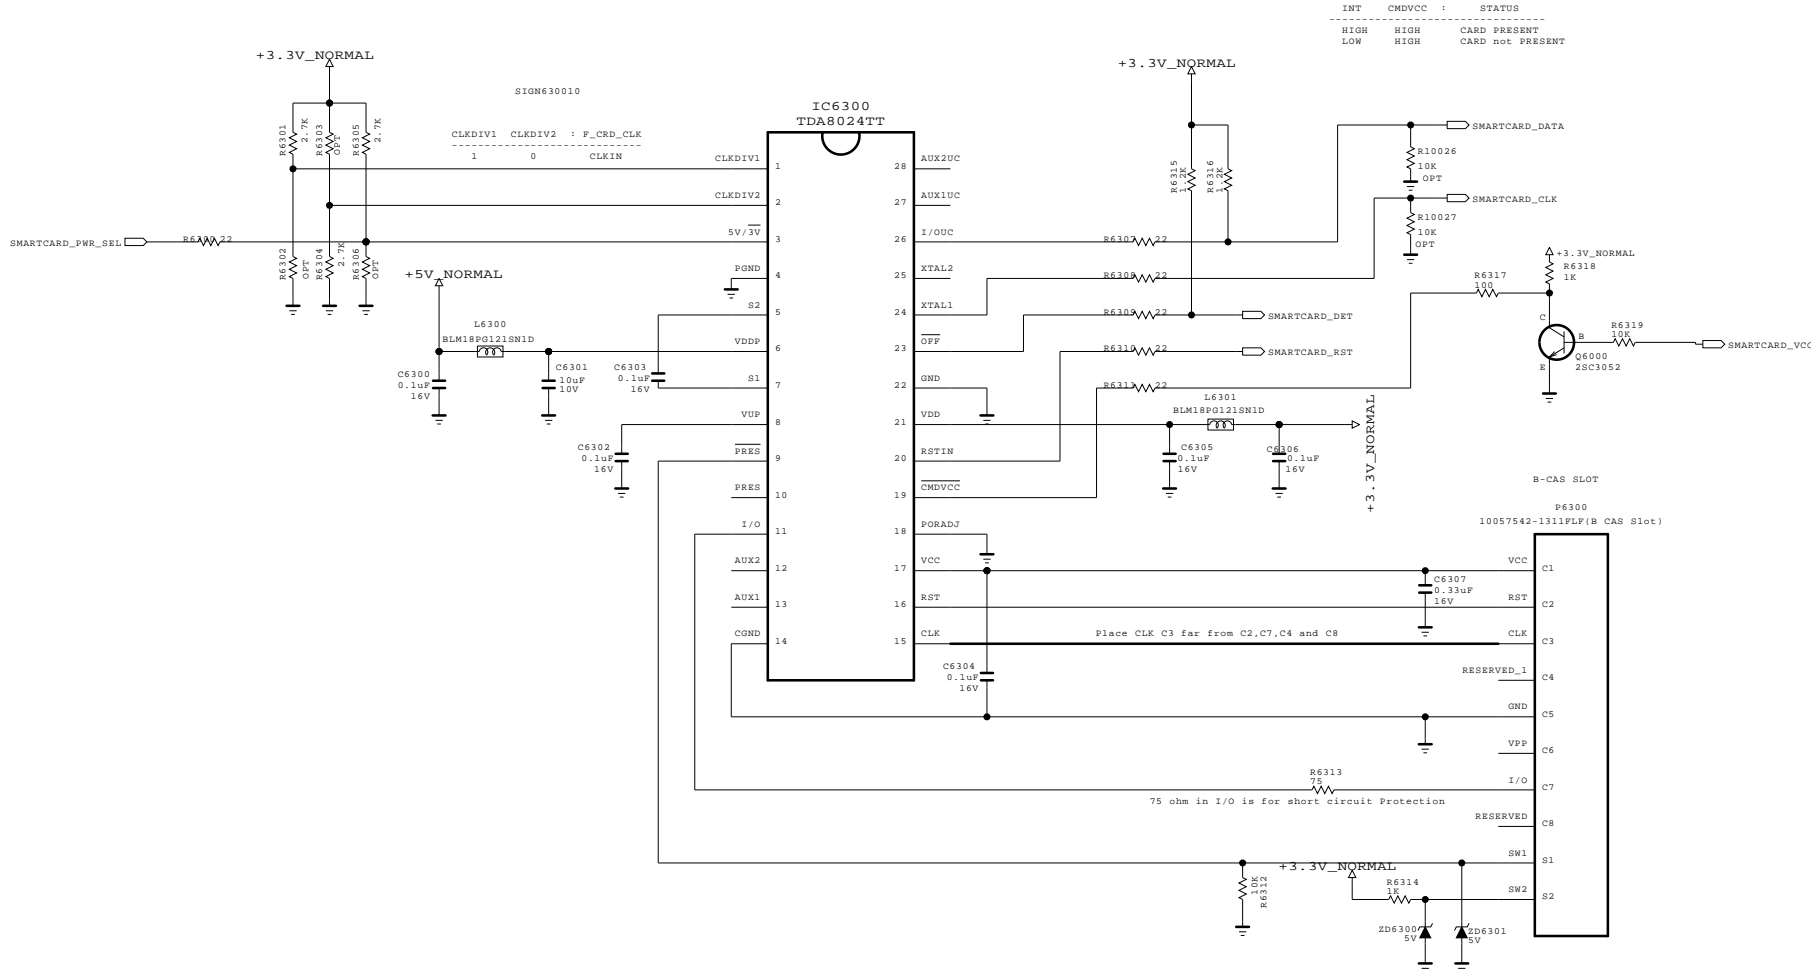 INT CMDVCC : STATUS
HIGH HIGH CARD PRESENT
LOW HIGH CARD not PRESENT
+3.3V_NORMAL
SIGN630010
CLKDIV1 CLKDIV2 : F_CRD_CLK
1 0 CLKIN
R6301
2.7K
R6303
OPT
R6305
2.7K
SMARTCARD_PWR_SEL
R6300 22
R6302
OPT
R6304
2.7K
R6306
OPT
+5V_NORMAL
L6300
BLM18PG121SN1D
C6300
0.1uF
16V
C6301
10uF
10V
C6303
0.1uF
16V
C6302
0.1uF
16V
IC6300
TDA8024TT
CLKDIV1 1
CLKDIV2 2
5V/3V 3
PGND 4
S2 5
VDDP 6
S1 7
VUP 8
PRES 9
PRES 10
I/O 11
AUX2 12
AUX1 13
CGND 14
28 AUX2UC
27 AUX1UC
26 I/OUC
25 XTAL2
24 XTAL1
23 OFF
22 GND
21 VDD
20 RSTIN
19 CMDVCC
18 PORADJ
17 VCC
16 RST
15 CLK
+3.3V_NORMAL
R6315
1.2K
R6316
1.2K
R6307 22
R6308 22
R6309 22
R6310 22
R6311 22
SMARTCARD_DATA
R10026
10K
OPT
SMARTCARD_CLK
R10027
10K
OPT
SMARTCARD_DET
SMARTCARD_RST
+3.3V_NORMAL
R6318
1K
R6317
100
C
B
E
Q6000
2SC3052
R6319
10K
SMARTCARD_VCC
L6301
BLM18PG121SN1D
C6305
0.1uF
16V
C6306
0.1uF
16V
+3.3V_NORMAL
B-CAS SLOT
P6300
10057542-1311FLF(B CAS Slot)
VCC C1
RST C2
CLK C3
RESERVED_1 C4
GND C5
VPP C6
I/O C7
RESERVED C8
SW1 S1
SW2 S2
C6307
0.33uF
16V
Place CLK C3 far from C2,C7,C4 and C8
C6304
0.1uF
16V
R6313
75
75 ohm in I/O is for short circuit Protection
+3.3V_NORMAL
10K
R6312
R6314
1K
ZD6300
5V
ZD6301
5V